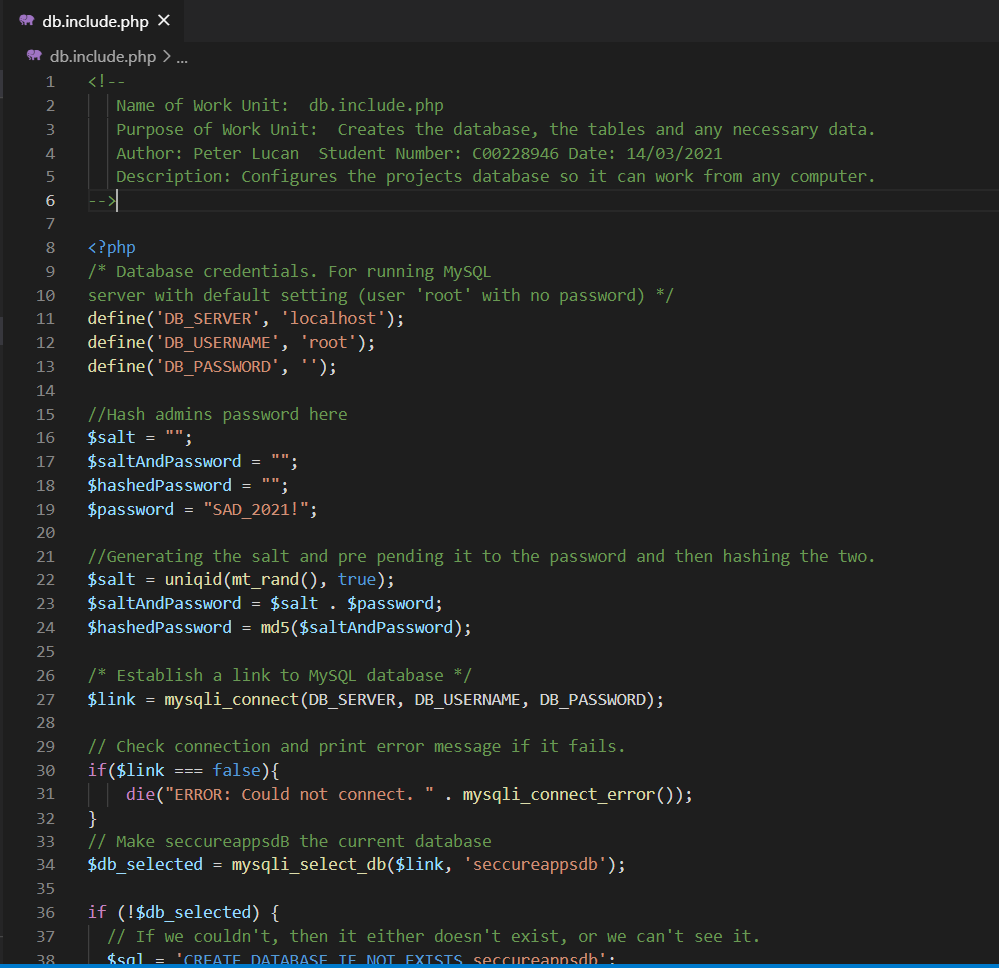 db.include.php ×
db.include.php > ...
1 <!--
2 Name of Work Unit:  db.include.php
3 Purpose of Work Unit:  Creates the database, the tables and any necessary data.
4 Author: Peter Lucan  Student Number: C00228946 Date: 14/03/2021
5 Description: Configures the projects database so it can work from any computer.
6 -->
7
8 <?php
9 /* Database credentials. For running MySQL
10 server with default setting (user 'root' with no password) */
11 define('DB_SERVER', 'localhost');
12 define('DB_USERNAME', 'root');
13 define('DB_PASSWORD', '');
14
15 //Hash admins password here
16 $salt = "";
17 $saltAndPassword = "";
18 $hashedPassword = "";
19 $password = "SAD_2021!";
20
21 //Generating the salt and pre pending it to the password and then hashing the two.
22 $salt = uniqid(mt_rand(), true);
23 $saltAndPassword = $salt . $password;
24 $hashedPassword = md5($saltAndPassword);
25
26 /* Establish a link to MySQL database */
27 $link = mysqli_connect(DB_SERVER, DB_USERNAME, DB_PASSWORD);
28
29 // Check connection and print error message if it fails.
30 if($link === false){
31     die("ERROR: Could not connect. " . mysqli_connect_error());
32 }
33 // Make seccureappsdB the current database
34 $db_selected = mysqli_select_db($link, 'seccureappsdb');
35
36 if (!$db_selected) {
37   // If we couldn't, then it either doesn't exist, or we can't see it.
38   $sql = 'CREATE DATABASE IF NOT EXISTS seccureappsdb';